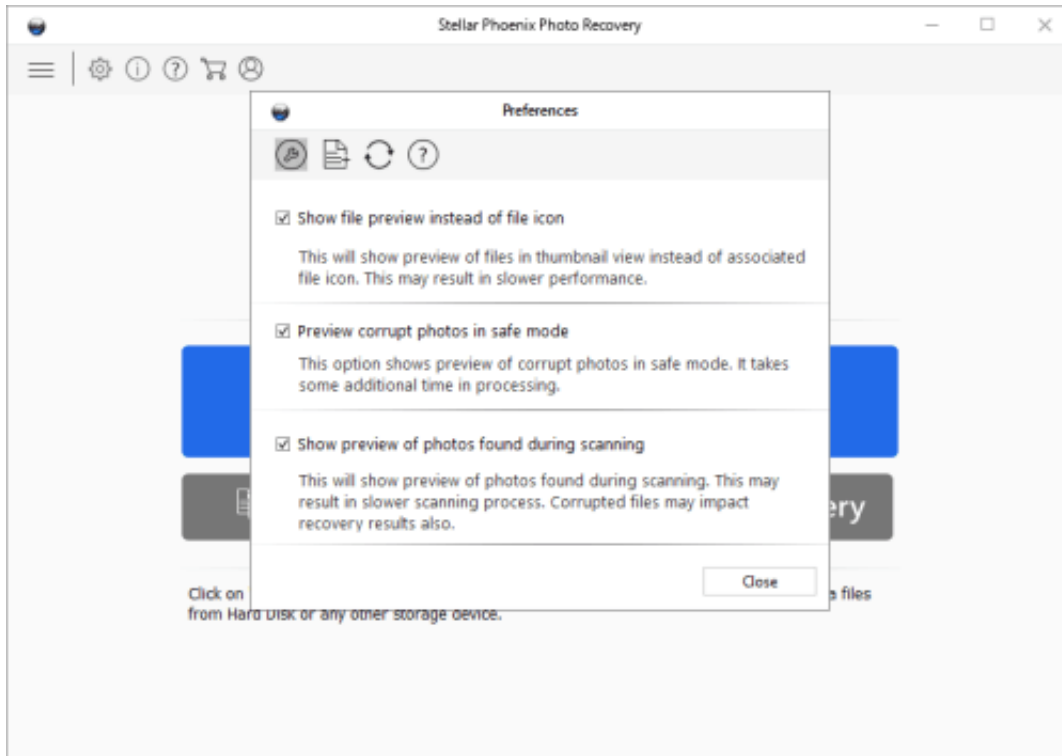 Stellar Phoenix Photo Recovery
Preferences
Show file preview instead of file icon
This will show preview of files in thumbnail view instead of associated
file icon. This may result in slower performance.
Preview corrupt photos in safe mode
This option shows preview of corrupt photos in safe mode. It takes
some additional time in processing.
Show preview of photos found during scanning
This will show preview of photos found during scanning. This may
result in slower scanning process. Corrupted files may impact
recovery results also.
ery
Close
Click on
a files
from Hard Disk or any other storage device.